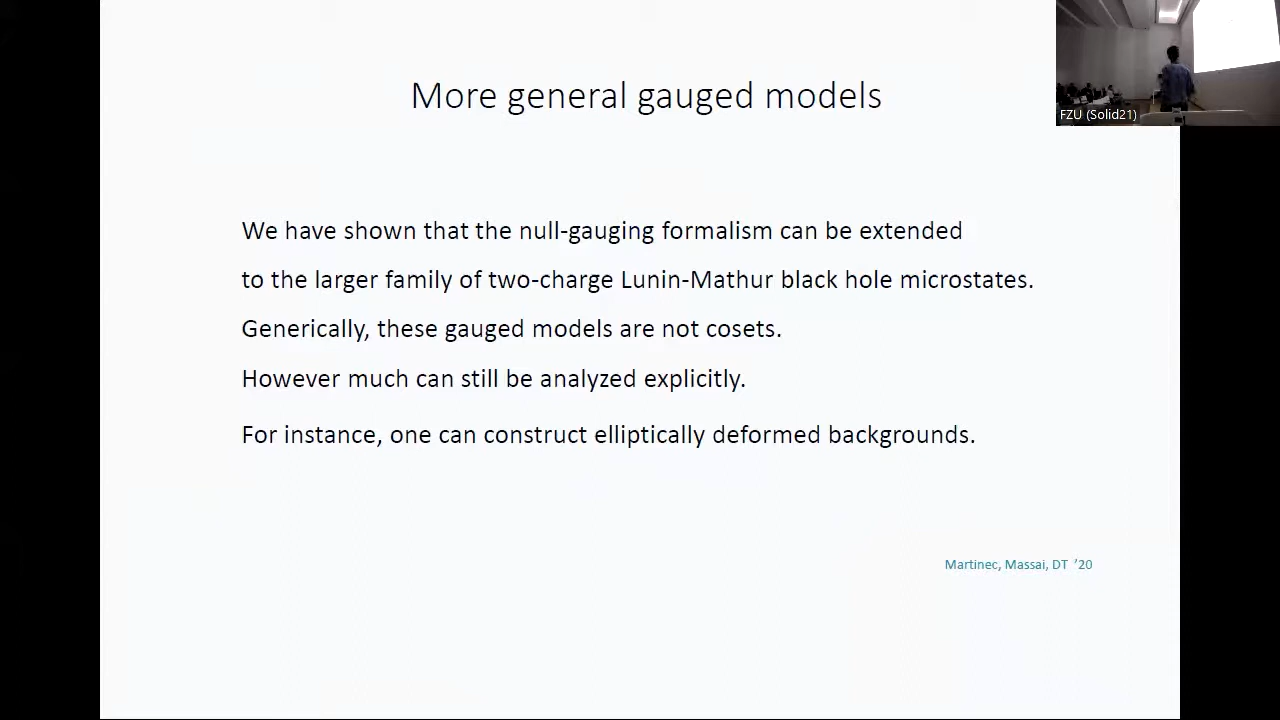 More general gauged models
FZU (Solid21)
We have shown that the null-gauging formalism can be extended
to the larger family of two-charge Lunin-Mathur black hole microstates.
Generically, these gauged models are not cosets.
However much can still be analyzed explicitly.
For instance, one can construct elliptically deformed backgrounds.
Martinec, Massai, DT ’20